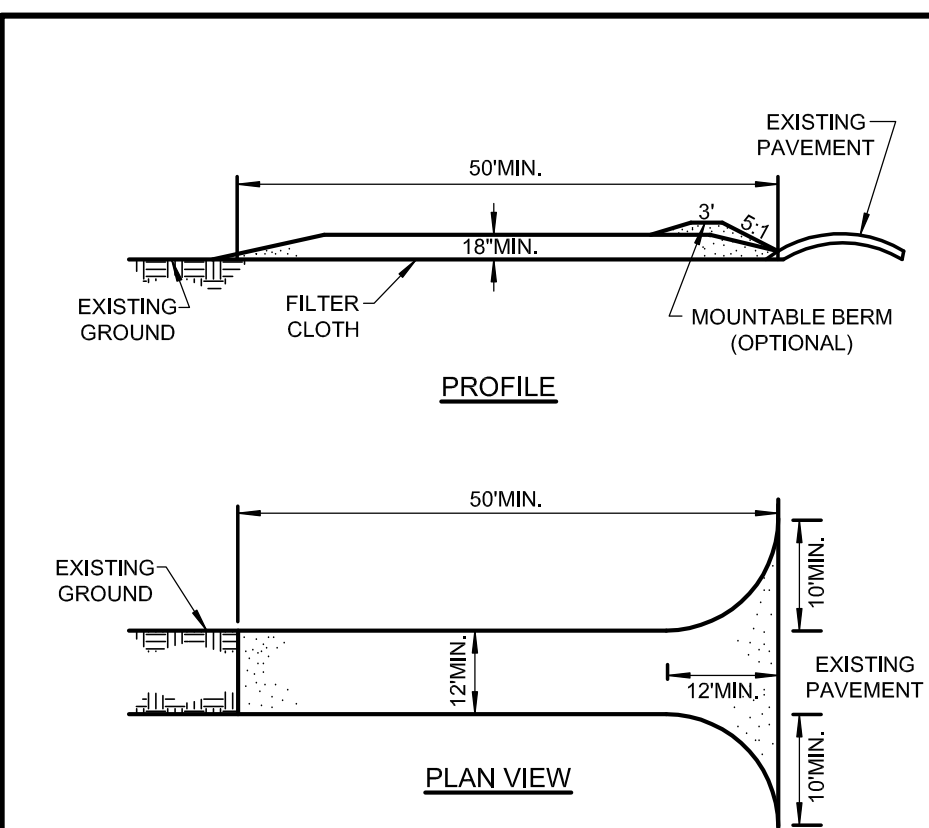 EXISTING
PAVEMENT
50'MIN.
3'
5:1
18"MIN.
EXISTING
GROUND
FILTER
CLOTH
MOUNTABLE BERM
(OPTIONAL)
PROFILE
50'MIN.
EXISTING
GROUND
10'MIN.
12'MIN.
12'MIN.
EXISTING
PAVEMENT
10'MIN.
PLAN VIEW